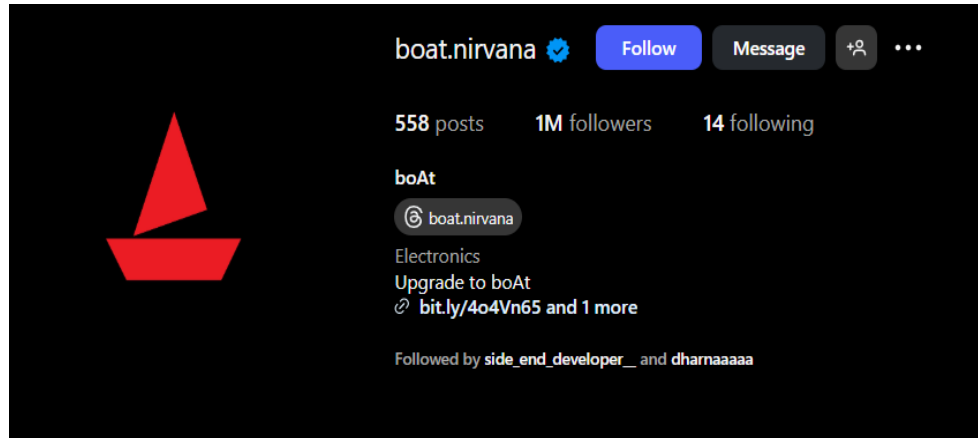 boat.nirvana Follow Message
558 posts 1M followers 14 following
boAt
boat.nirvana
Electronics
Upgrade to boAt
bit.ly/4o4Vn65 and 1 more
Followed by side_end_developer__ and dharnaaaaa